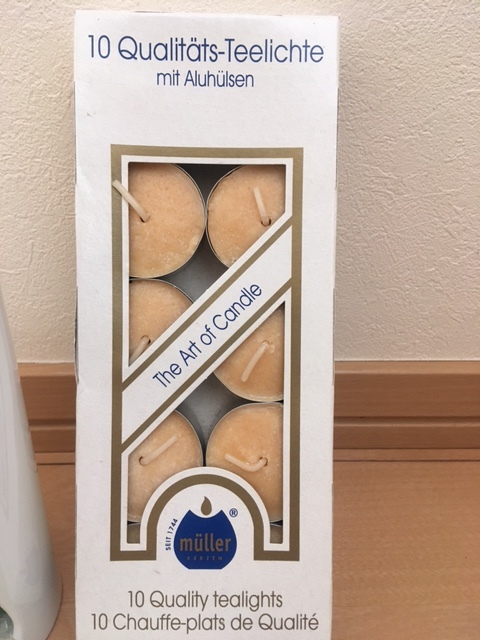 10 Qualitäts-Teelichte
mit Aluhülsen
The Art of Candle
SEIT 1744
müller
®
KERZEN
10 Quality tealights
10 Chauffe-plats de Qualité